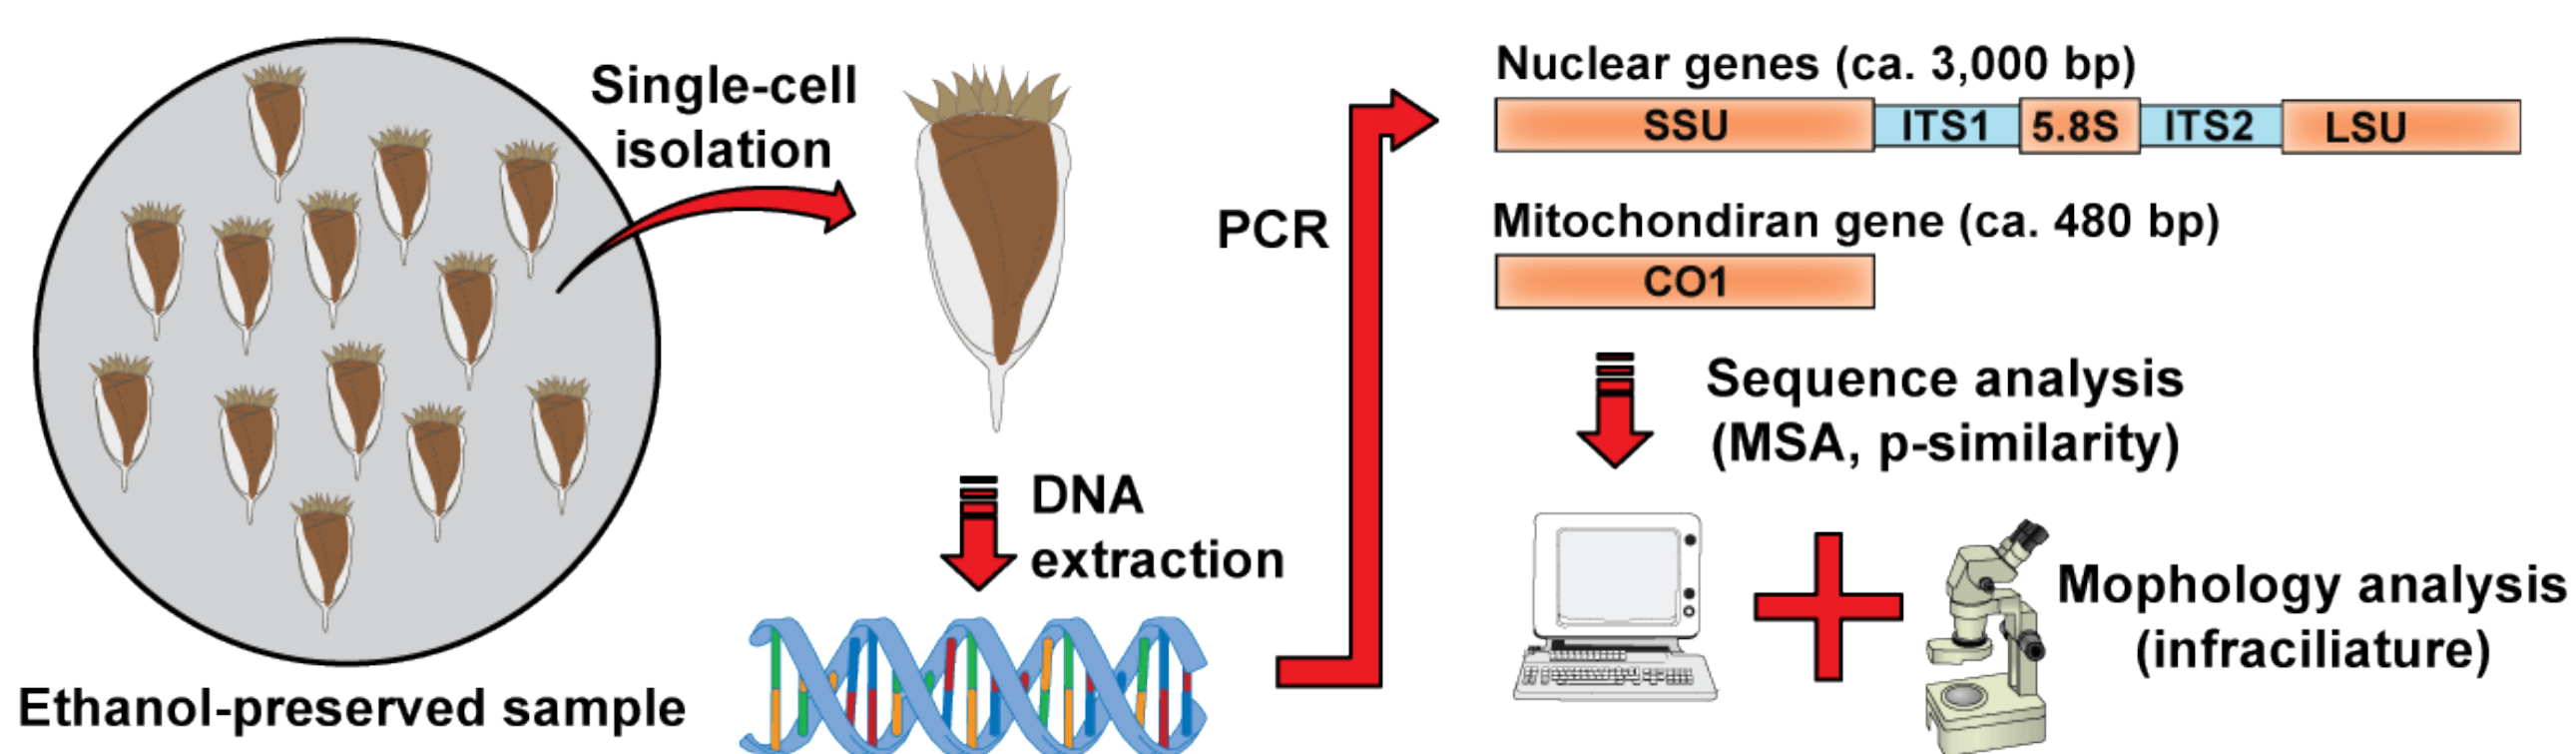 Ethanol-preserved sample
Single-cell
isolation
DNA
extraction
PCR
Nuclear genes (ca. 3,000 bp)
SSU ITS1 5.8S ITS2 LSU
Mitochondiran gene (ca. 480 bp)
CO1
Sequence analysis
(MSA, p-similarity)
Mophology analysis
(infraciliature)